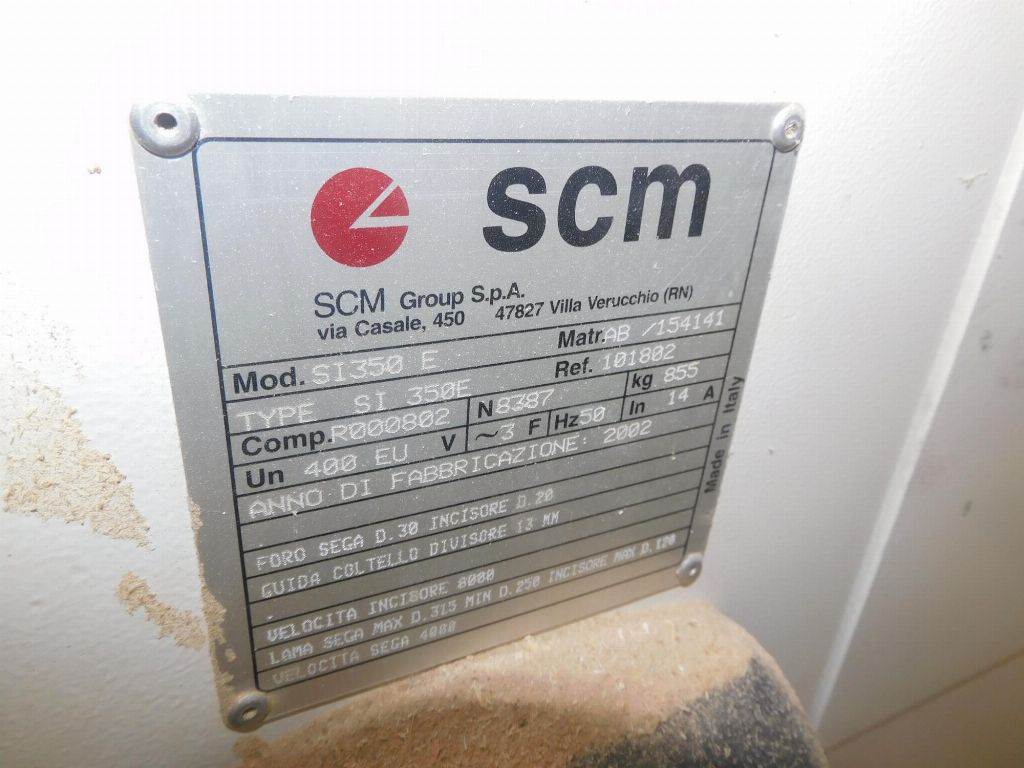 scm
SCM Group S.p.A.
via Casale, 450 47827 Villa Verucchio (RN)
Mod. SI350 E Matr. AB /154141
TYPE SI 350E Ref. 101802
Comp. R000802 N 8387 kg 855
Un 400 EU V ~ 3 F Hz 50 In 14 A
ANNO DI FABBRICAZIONE: 2002
FORO SEGA D.30 INCISORE D.20
GUIDA COLTELLO DIVISORE 13 MM
.
VELOCITA INCISORE 8000
LAMA SEGA MAX D.315 MIN D.250 INCISORE MAX D.120
VELOCITA SEGA 4000
Made in Italy